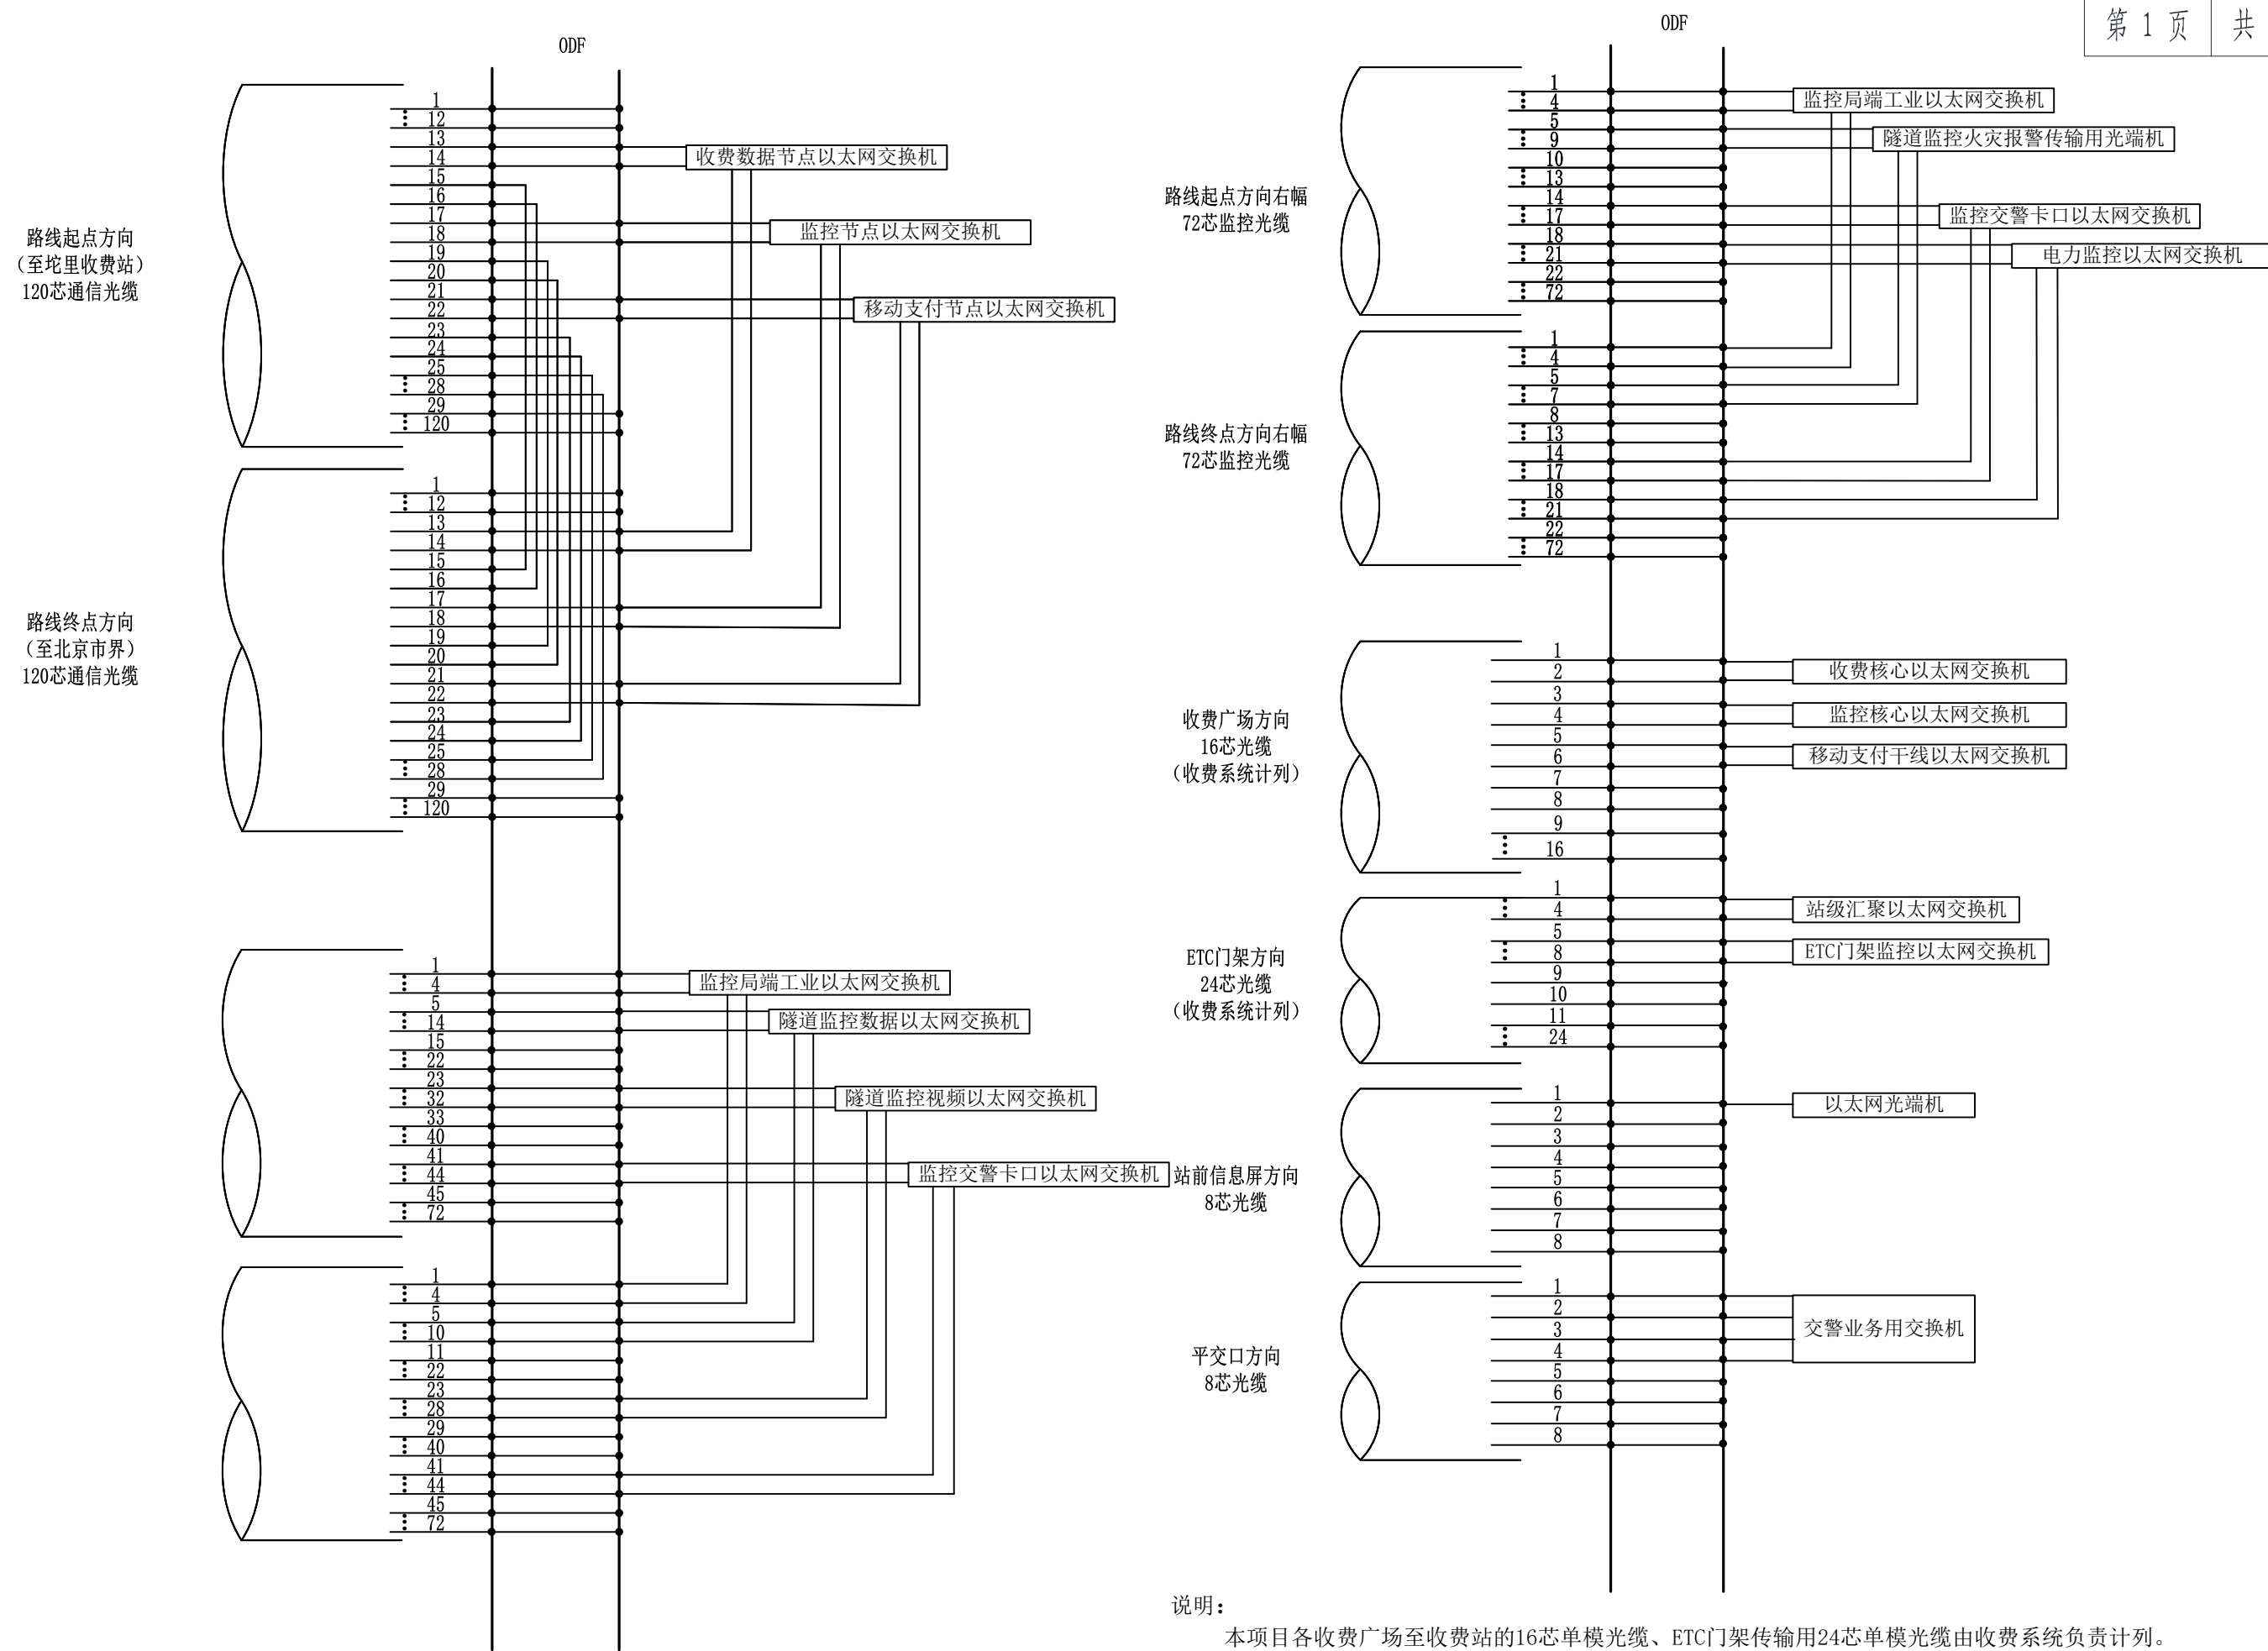 第 1 页 共
ODF
路线起点方向
（至坨里收费站）
120芯通信光缆
1
12
13
14
15
16
17
18
19
20
21
22
23
24
25
28
29
120
收费数据节点以太网交换机
监控节点以太网交换机
移动支付节点以太网交换机
路线终点方向
（至北京市界）
120芯通信光缆
1
12
13
14
15
16
17
18
19
20
21
22
23
24
25
28
29
120
1
4
5
14
15
22
23
32
33
40
41
44
45
72
监控局端工业以太网交换机
隧道监控数据以太网交换机
隧道监控视频以太网交换机
监控交警卡口以太网交换机
1
4
5
10
11
22
23
28
29
40
41
44
45
72
ODF
路线起点方向右幅
72芯监控光缆
1
4
5
9
10
13
14
17
18
21
22
72
监控局端工业以太网交换机
隧道监控火灾报警传输用光端机
监控交警卡口以太网交换机
电力监控以太网交换机
路线终点方向右幅
72芯监控光缆
1
4
5
7
8
13
14
17
18
21
22
72
收费广场方向
16芯光缆
（收费系统计列）
1
2
3
4
5
6
7
8
9
16
收费核心以太网交换机
监控核心以太网交换机
移动支付干线以太网交换机
ETC门架方向
24芯光缆
（收费系统计列）
1
4
5
8
9
10
11
24
站级汇聚以太网交换机
ETC门架监控以太网交换机
站前信息屏方向
8芯光缆
1
2
3
4
5
6
7
8
以太网光端机
平交口方向
8芯光缆
1
2
3
4
5
6
7
8
交警业务用交换机
说明：
本项目各收费广场至收费站的16芯单模光缆、ETC门架传输用24芯单模光缆由收费系统负责计列。